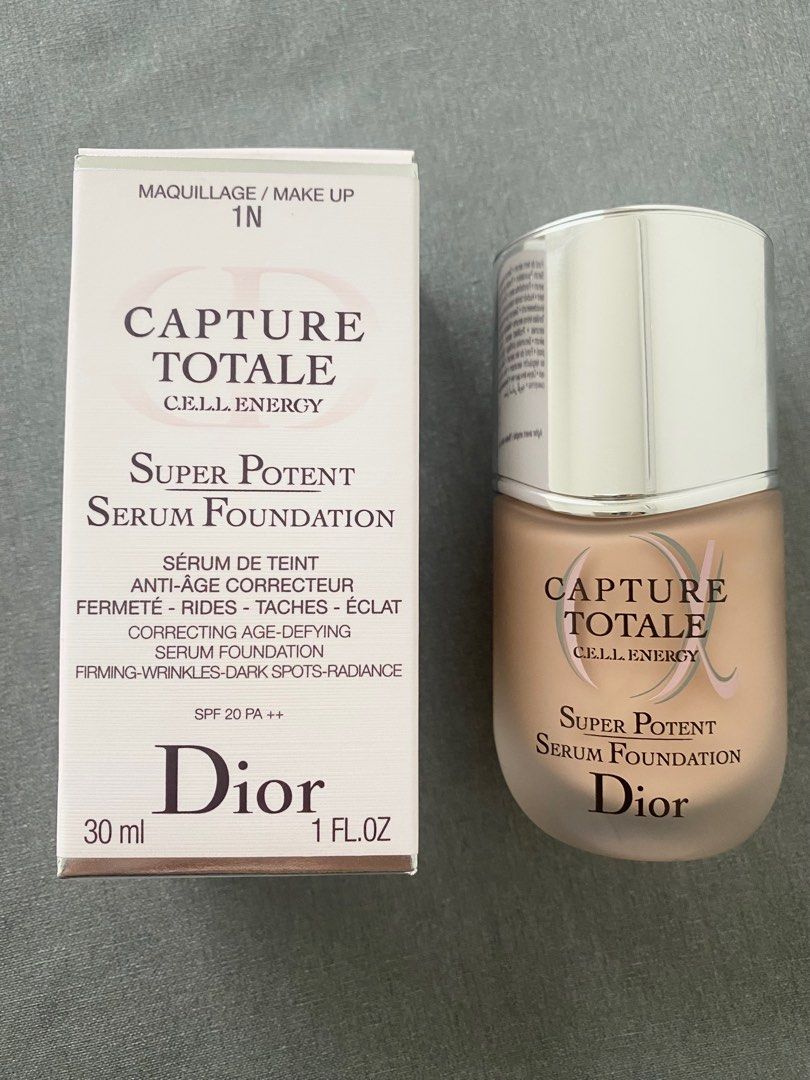 MAQUILLAGE / MAKE UP
1N
CAPTURE
TOTALE
C.E.L.L. ENERGY
SUPER POTENT
SERUM FOUNDATION
SÉRUM DE TEINT
ANTI-ÂGE CORRECTEUR
FERMETÉ - RIDES - TACHES - ÉCLAT
CORRECTING AGE-DEFYING
SERUM FOUNDATION
FIRMING-WRINKLES-DARK SPOTS-RADIANCE
SPF 20 PA ++
Dior
30 ml 1 FL.OZ
CAPTURE
TOTALE
C.E.L.L. ENERGY
SUPER POTENT
SERUM FOUNDATION
Dior